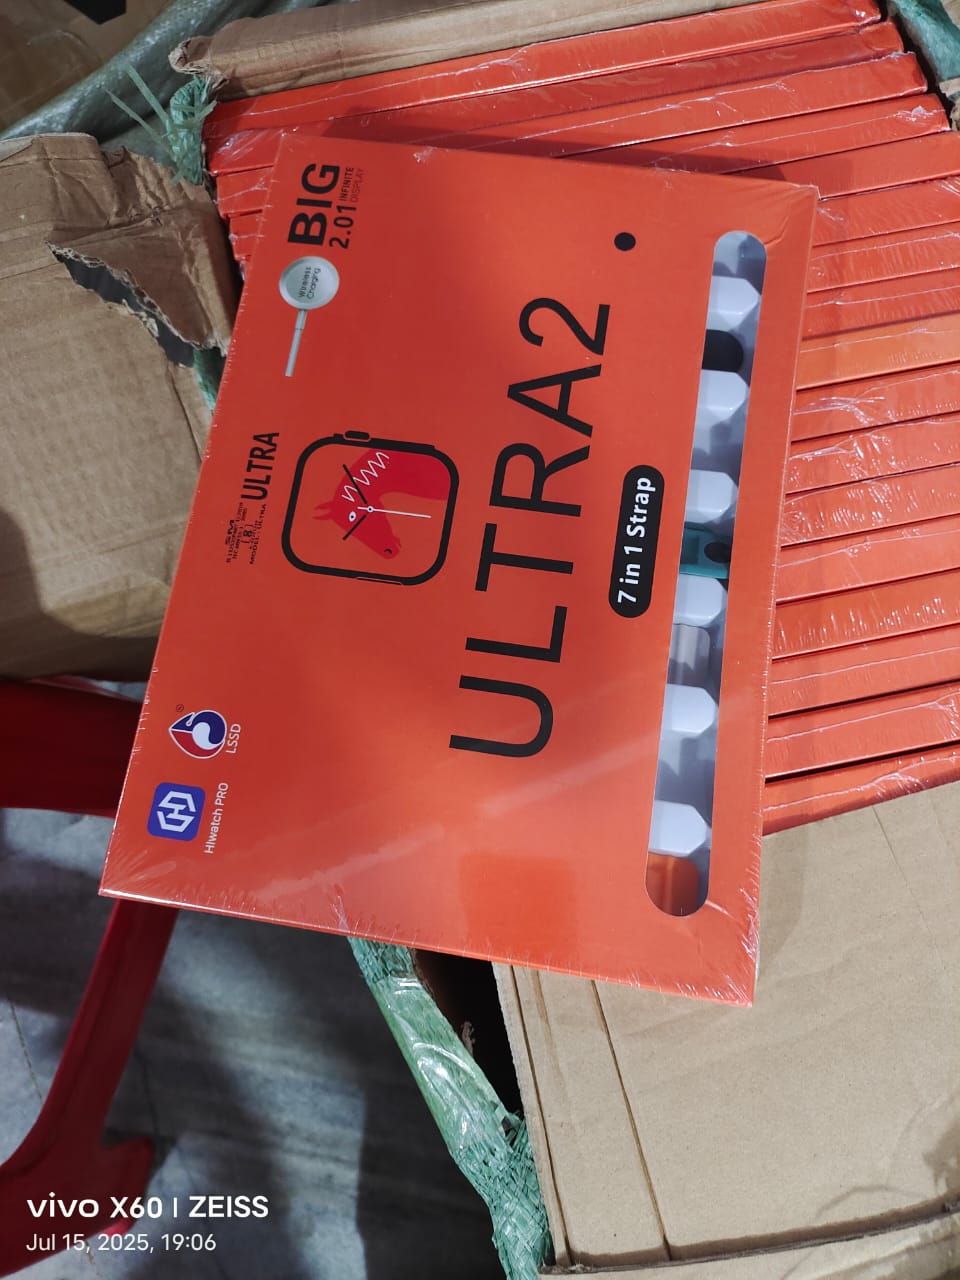 BIG
2.01 INFINITE
DISPLAY
Wireless
Charging
ULTRA
ULTRA2
7 in 1 Strap
®
LSSD
HIwatch PRO
vivo X60 | ZEISS
Jul 15, 2025, 19:06